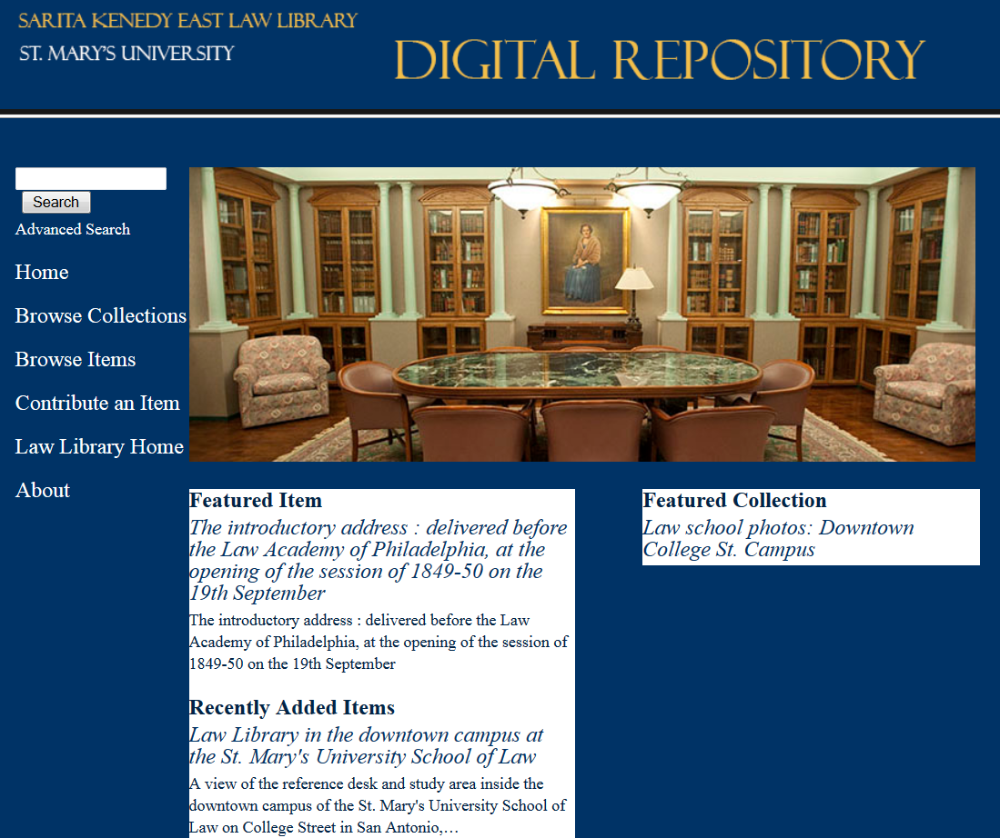 SARITA KENEDY EAST LAW LIBRARY
ST. MARY'S UNIVERSITY
DIGITAL REPOSITORY
Search
Advanced Search
Home
Browse Collections
Browse Items
Contribute an Item
Law Library Home
About
Featured Item
The introductory address : delivered before
the Law Academy of Philadelphia, at the
opening of the session of 1849-50 on the
19th September
The introductory address : delivered before the Law
Academy of Philadelphia, at the opening of the session of
1849-50 on the 19th September
Recently Added Items
Law Library in the downtown campus at
the St. Mary's University School of Law
A view of the reference desk and study area inside the
downtown campus of the St. Mary's University School of
Law on College Street in San Antonio,…
Featured Collection
Law school photos: Downtown
College St. Campus